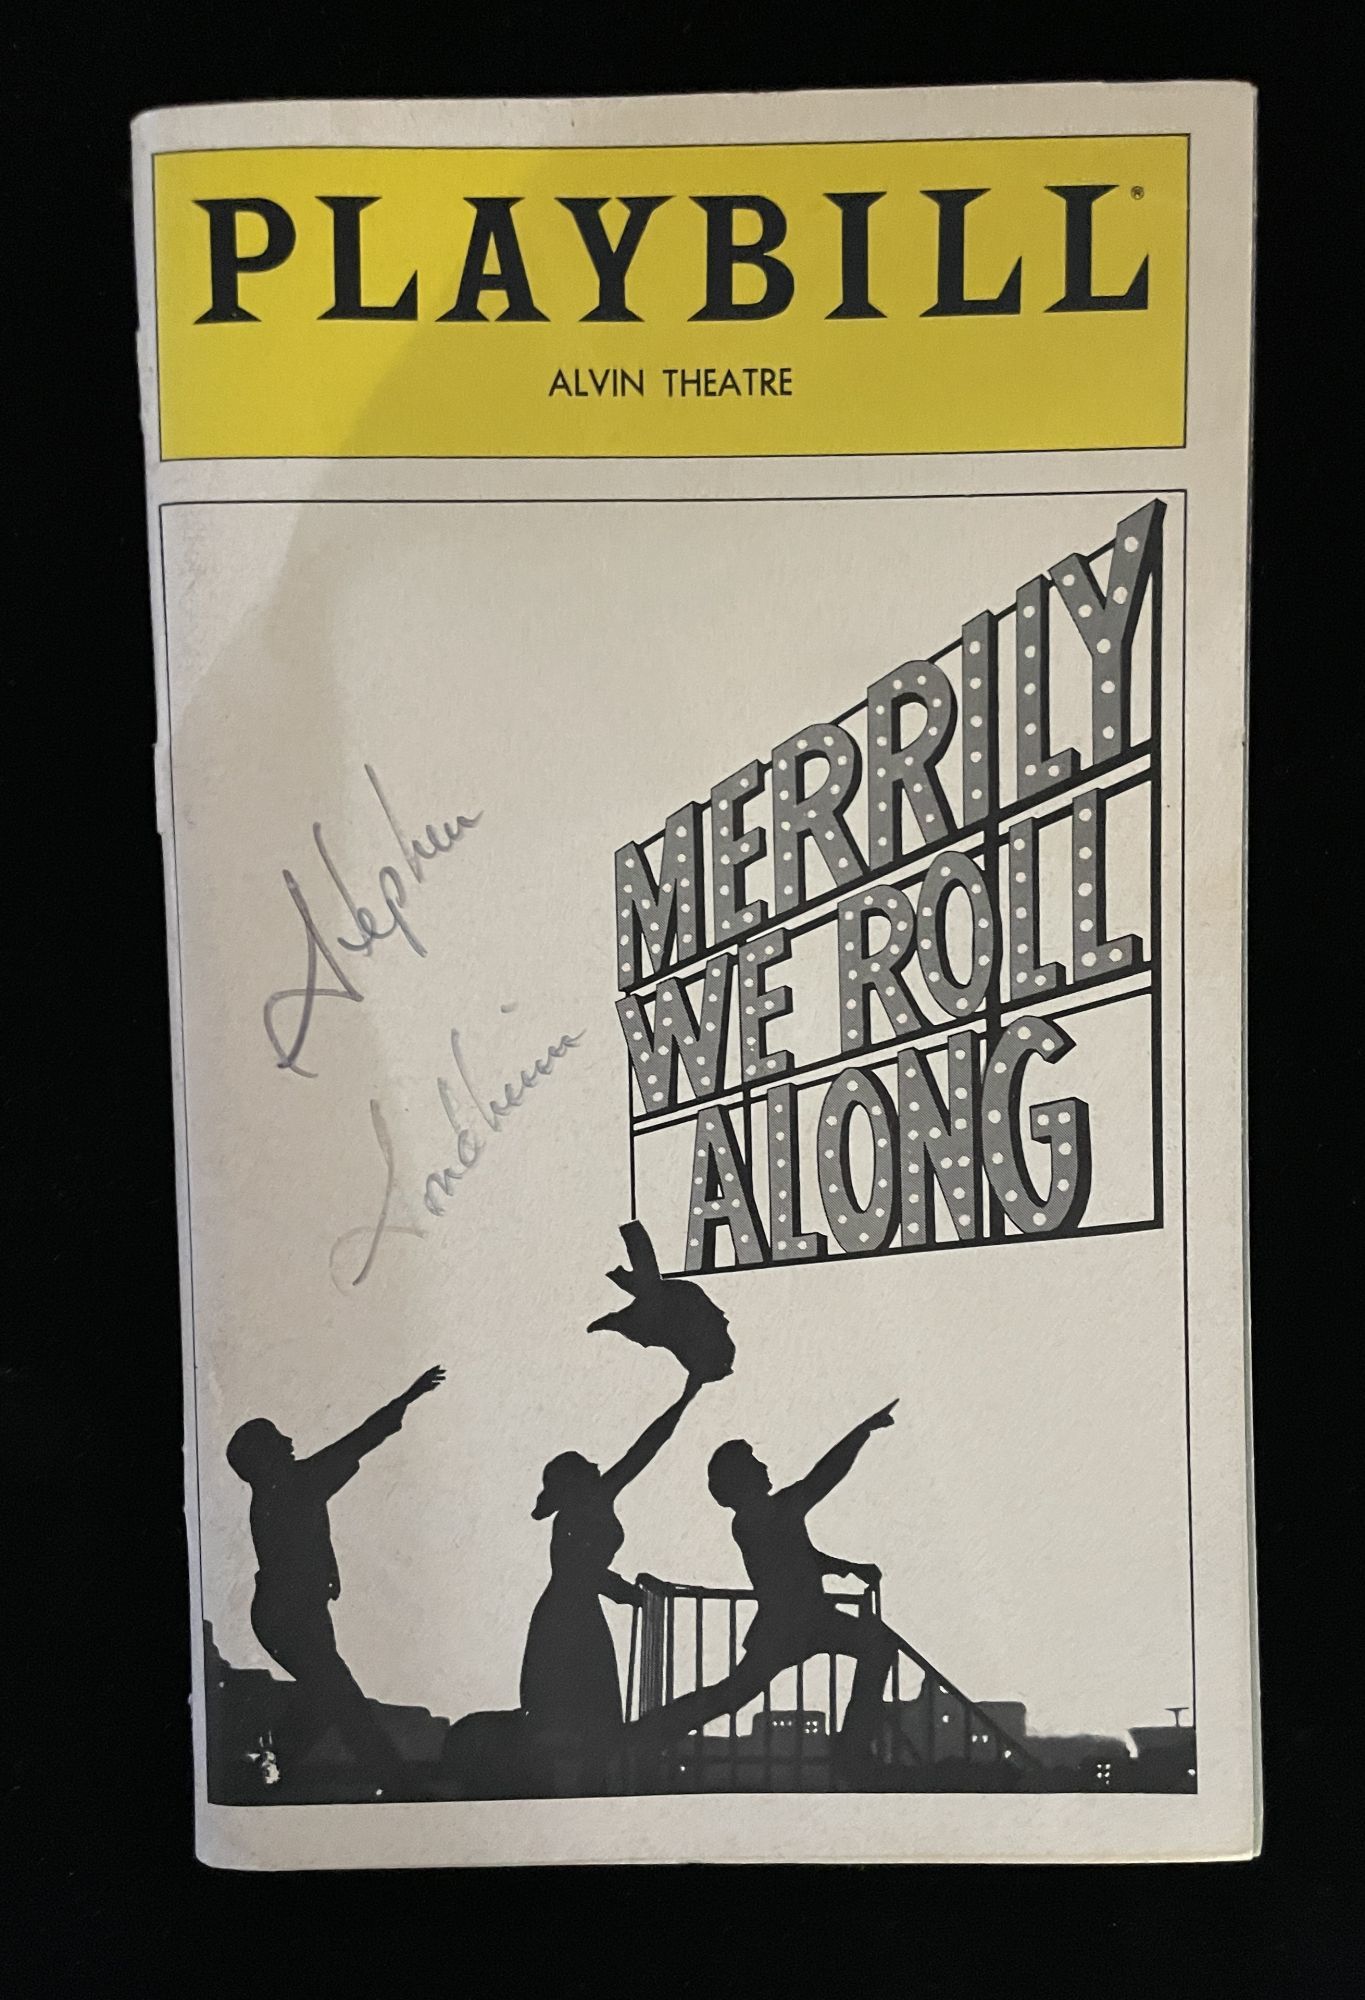 PLAYBILL®
ALVIN THEATRE
MERRILY
WE ROLL
ALONG
Stephen
Sondheim